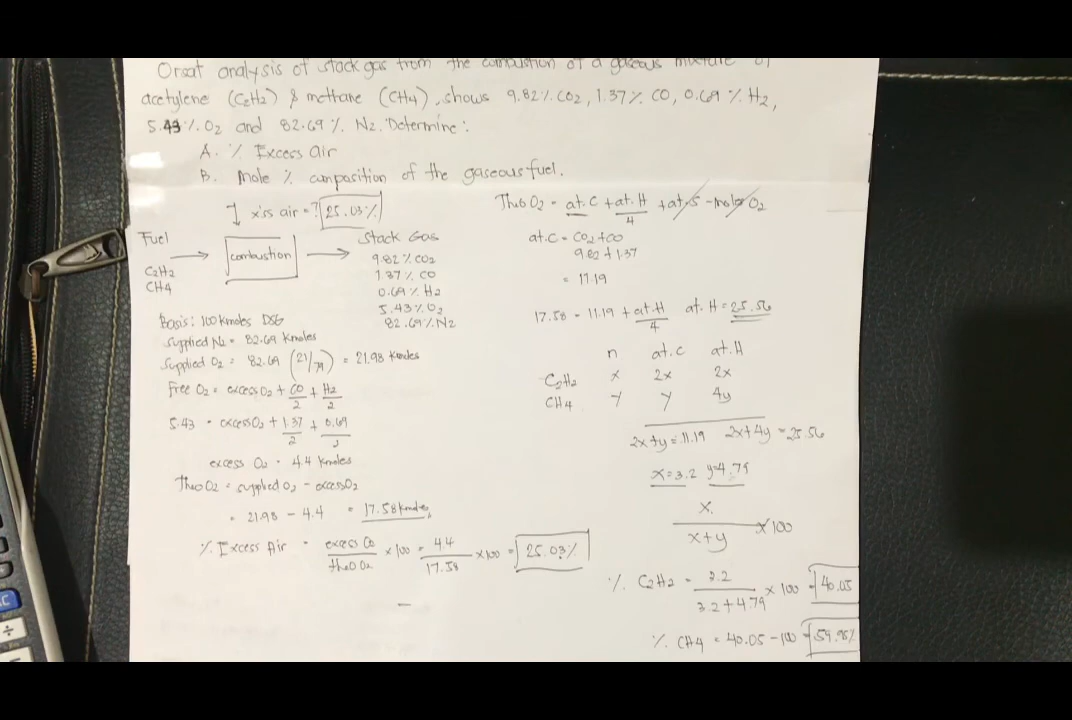 Orsat analysis of stack gas from the combustion of a gaseous mixture of
acetylene (C2H2) & methane (CH4), shows 9.82% CO2, 1.37% CO, 0.69% H2,
5.43% O2 and 82.69% N2. Determine:
A. % Excess air
B. Mole % composition of the gaseous fuel.
x'ss air = ? 25.03%
Fuel
C2H2
CH4
combustion
Stack Gas
9.82% CO2
1.37% CO
0.69% H2
5.43% O2
82.69% N2
Basis: 100 kmoles DSG
Supplied N2 = 82.69 Kmoles
Supplied O2 = 82.69 (21/79) = 21.98 Kmoles
Free O2 = excess O2 + CO/2 + H2/2
5.43 = excess O2 + 1.37/2 + 0.69/2
excess O2 = 4.4 Kmoles
Theo O2 = supplied O2 - excess O2
= 21.98 - 4.4 = 17.58 Kmoles
% Excess Air = excess O2/theo O2 x 100 = 4.4/17.58 x 100 = 25.03%
Theo O2 = at. C + at. H/4 + at. S - moles O2
at. C = CO2 + CO
9.82 + 1.37
= 11.19
17.58 = 11.19 + at. H/4 at. H = 25.56
n at. C at. H
C2H2 x 2x 2x
CH4 y y 4y
2x+y = 11.19 2x+4y = 25.56
x = 3.2 y = 4.79
x/x+y x 100
% C2H2 = 3.2/3.2+4.79 x 100 = 40.05
% CH4 = 40.05 - 100 = 59.95%